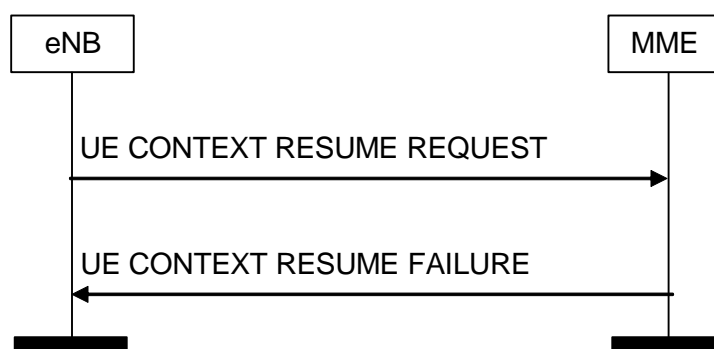 eNB
MME
UE CONTEXT RESUME REQUEST
UE CONTEXT RESUME FAILURE